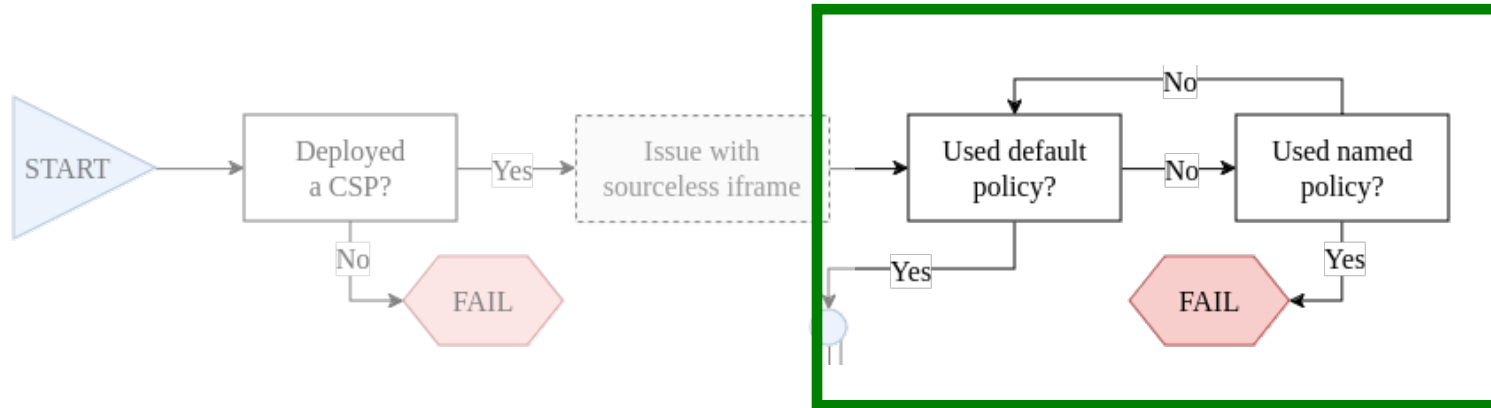 START
Deployed
a CSP?
Yes
No
FAIL
Issue with
sourceless iframe
Used default
policy?
No
Used named
policy?
No
Yes
Yes
FAIL